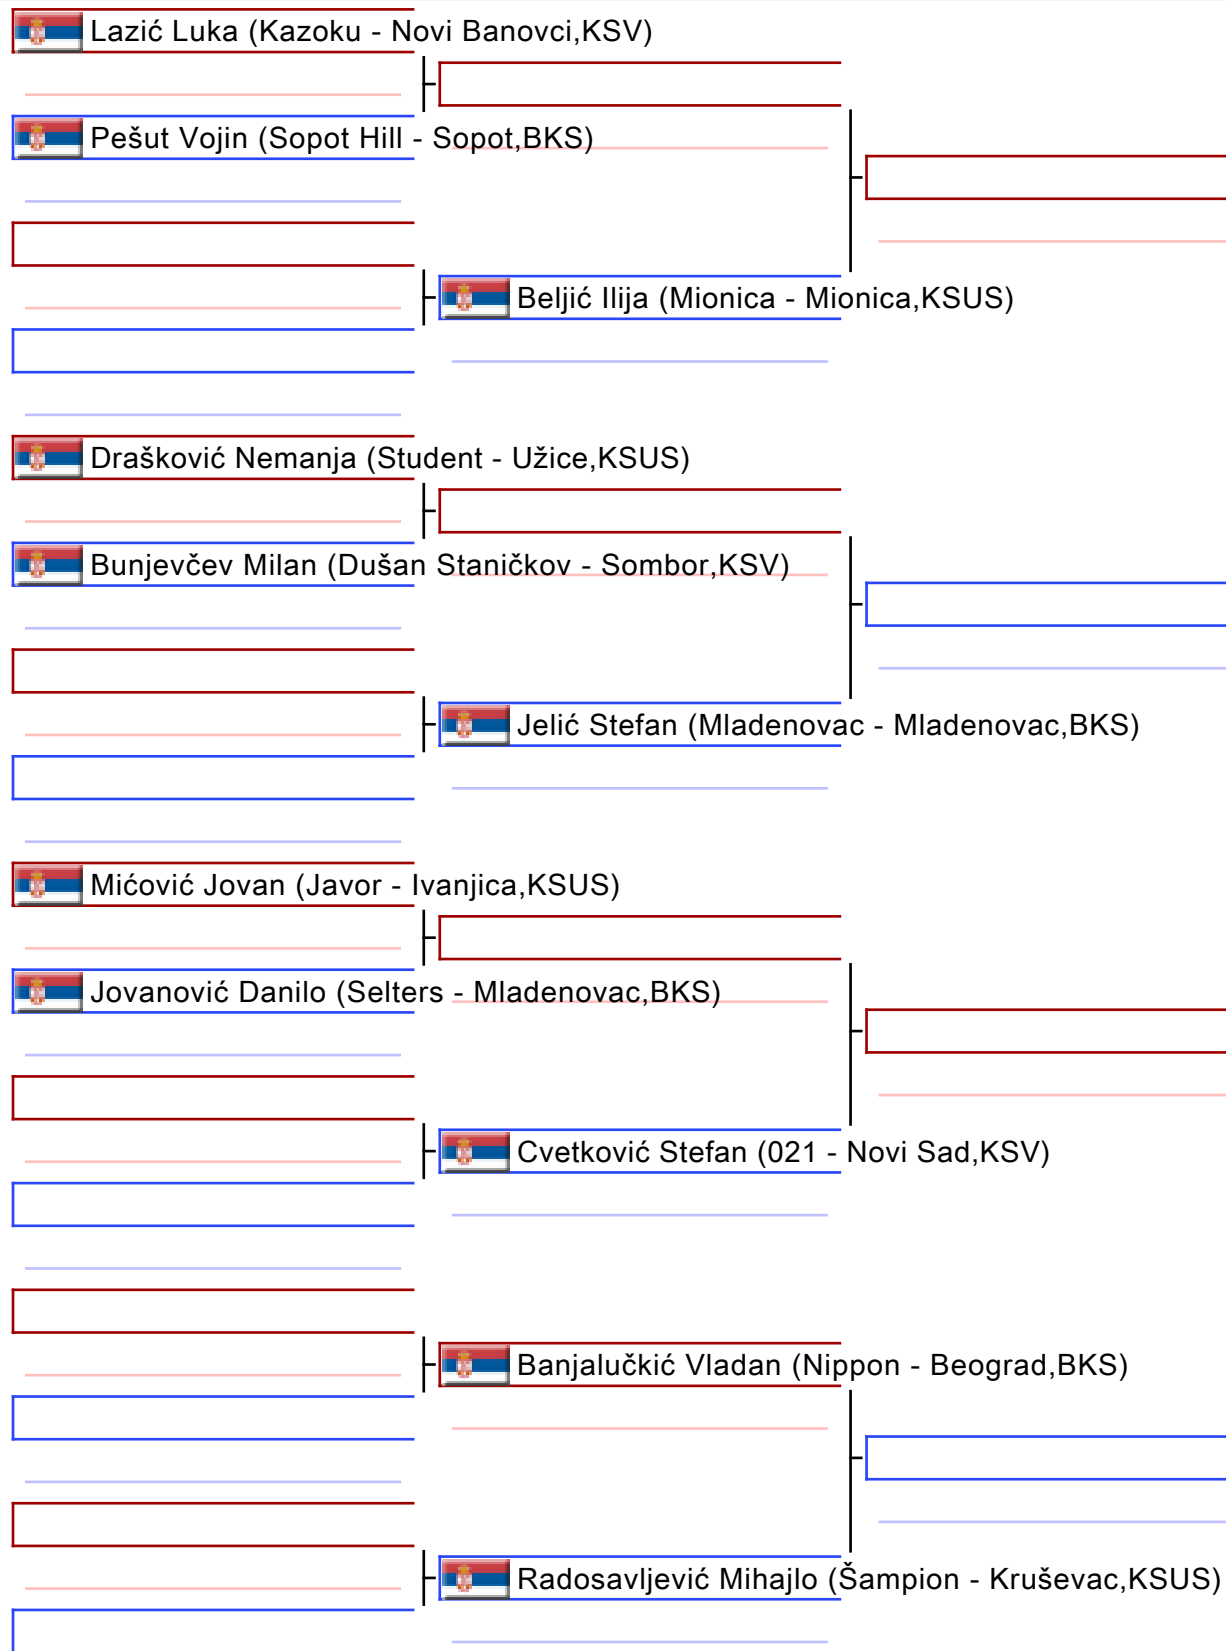 Lazić Luka (Kazoku - Novi Banovci,KSV)
Pešut Vojin (Sopot Hill - Sopot,BKS)
Beljić Ilija (Mionica - Mionica,KSUS)
Drašković Nemanja (Student - Užice,KSUS)
Bunjevčev Milan (Dušan Staničkov - Sombor,KSV)
Jelić Stefan (Mladenovac - Mladenovac,BKS)
Mićović Jovan (Javor - Ivanjica,KSUS)
Jovanović Danilo (Selters - Mladenovac,BKS)
Cvetković Stefan (021 - Novi Sad,KSV)
Banjalučkić Vladan (Nippon - Beograd,BKS)
Radosavljević Mihajlo (Šampion - Kruševac,KSUS)